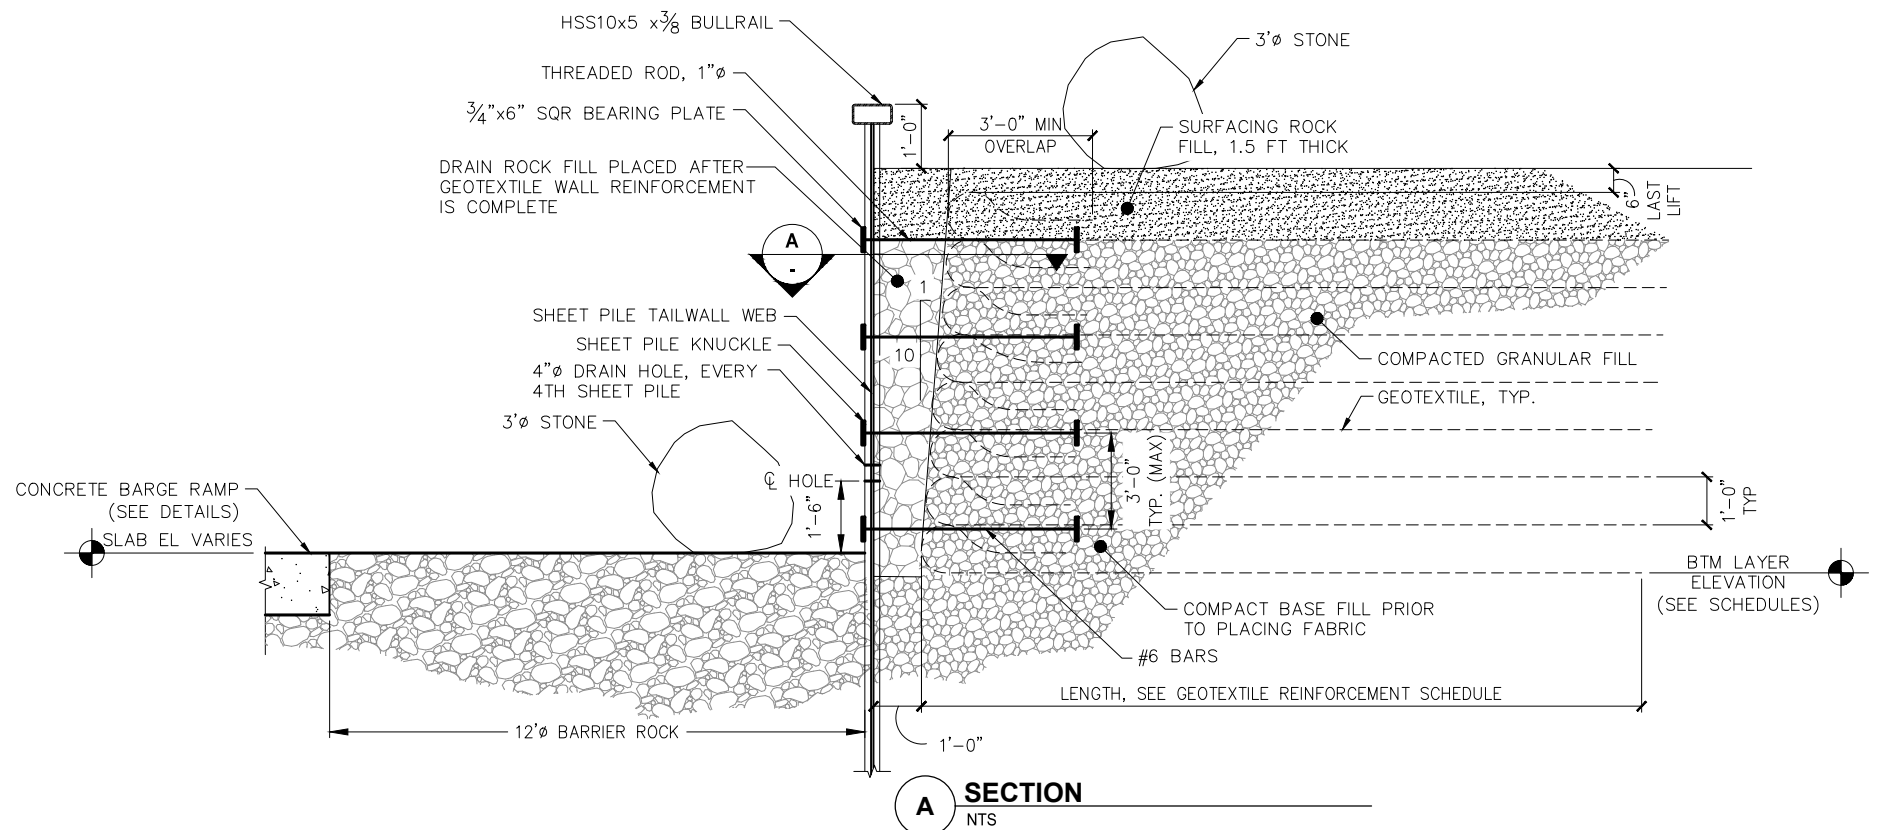 HSS10x5 x3/8 BULLRAIL
THREADED ROD, 1"ø
3/4"x6" SQR BEARING PLATE
DRAIN ROCK FILL PLACED AFTER
GEOTEXTILE WALL REINFORCEMENT
IS COMPLETE
A
-
SHEET PILE TAILWALL WEB
SHEET PILE KNUCKLE
4"ø DRAIN HOLE, EVERY
4TH SHEET PILE
3'ø STONE
℄ HOLE
1'-6"
CONCRETE BARGE RAMP
(SEE DETAILS)
SLAB EL VARIES
12'ø BARRIER ROCK
1'-0"
3'-0" MIN
OVERLAP
3'ø STONE
SURFACING ROCK
FILL, 1.5 FT THICK
6"
LAST
LIFT
1
10
COMPACTED GRANULAR FILL
GEOTEXTILE, TYP.
3'-0"
TYP. (MAX)
1'-0"
TYP
BTM LAYER
ELEVATION
(SEE SCHEDULES)
COMPACT BASE FILL PRIOR
TO PLACING FABRIC
#6 BARS
LENGTH, SEE GEOTEXTILE REINFORCEMENT SCHEDULE
1'-0"
A
SECTION
NTS